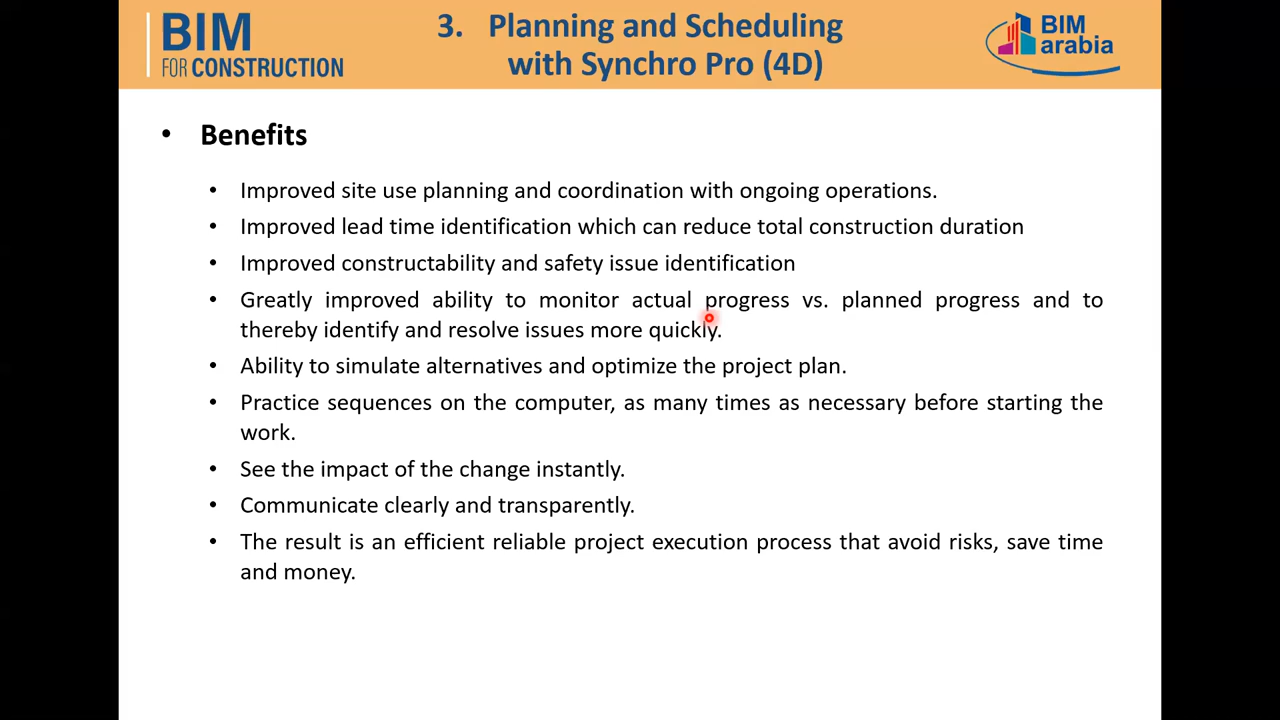 BIM
FOR CONSTRUCTION
3. Planning and Scheduling
with Synchro Pro (4D)
BIM
arabia
• Benefits
• Improved site use planning and coordination with ongoing operations.
• Improved lead time identification which can reduce total construction duration
• Improved constructability and safety issue identification
• Greatly improved ability to monitor actual progress vs. planned progress and to
thereby identify and resolve issues more quickly.
• Ability to simulate alternatives and optimize the project plan.
• Practice sequences on the computer, as many times as necessary before starting the
work.
• See the impact of the change instantly.
• Communicate clearly and transparently.
• The result is an efficient reliable project execution process that avoid risks, save time
and money.